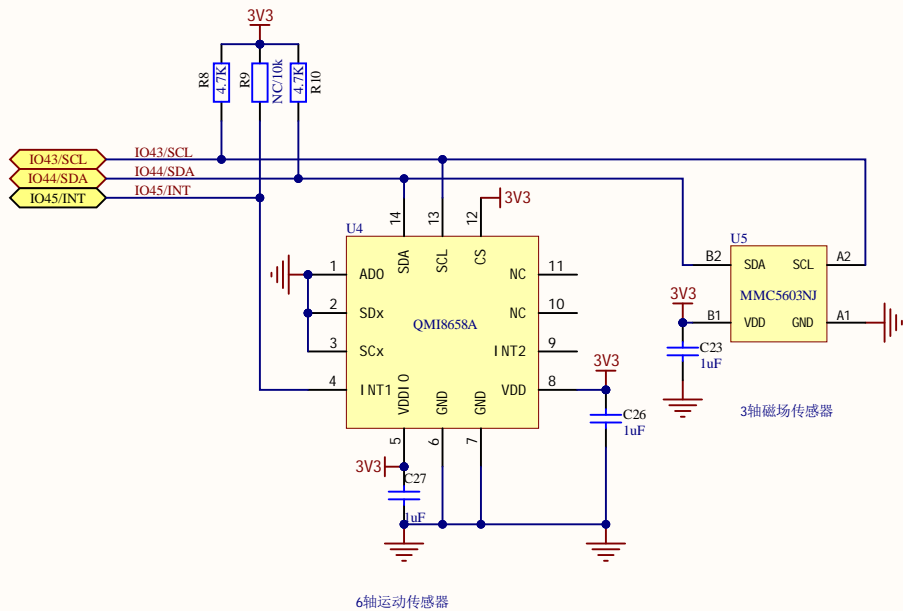 3V3
R8
4.7K
R9
NC/10k
4.7K
R10
IO43/SCL
IO43/SCL
IO44/SDA
IO44/SDA
IO45/INT
IO45/INT
14
13
12
3V3
U4
SDA
SCL
CS
1
ADO
2
SDx
3
SCx
4
INT1
QMI8658A
NC
11
NC
10
INT2
9
VDD
8
VDDIO
GND
GND
5
6
7
3V3
C27
1uF
3V3
C26
1uF
U5
B2
SDA
SCL
A2
MMC5603NJ
3V3
B1
VDD
GND
A1
C23
1uF
3轴磁场传感器
6轴运动传感器